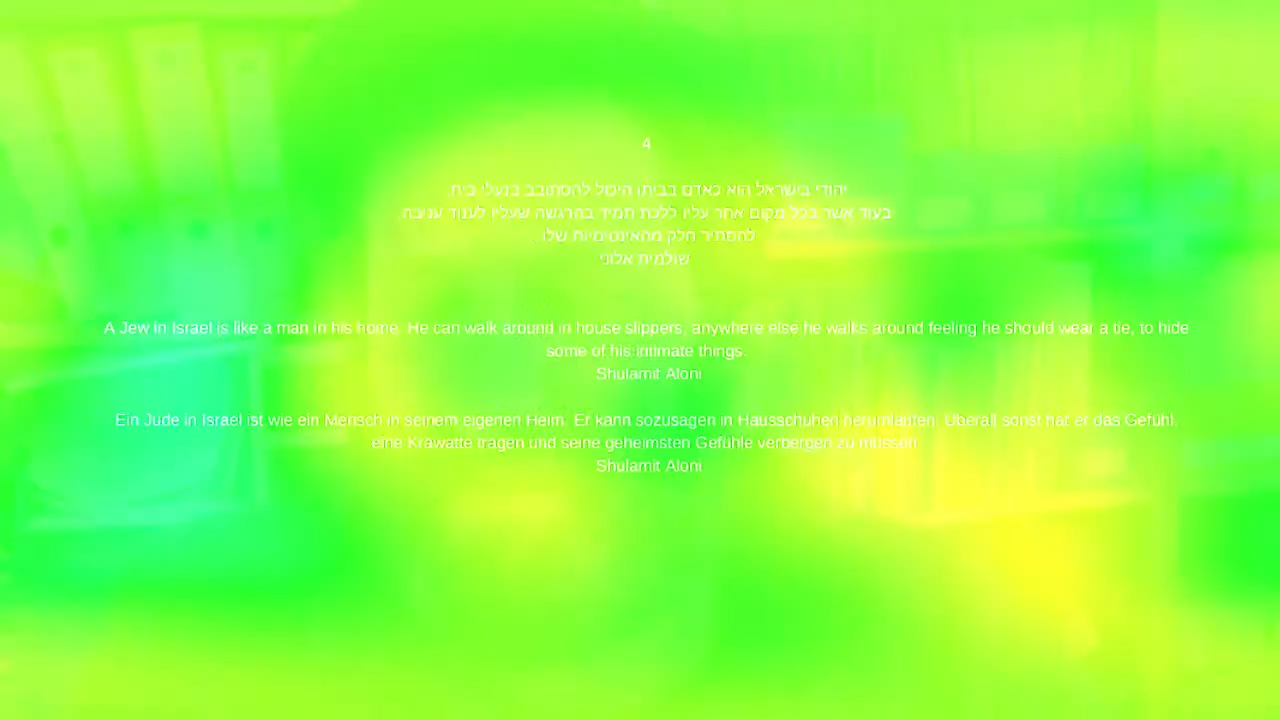 4
יהודי בישראל הוא כאדם בביתו היכול להסתובב בנעלי בית.
בעוד אשר בכל מקום אחר עליו ללכת תמיד בהרגשה שעליו לענוד עניבה,
להסתיר חלק מהאינטימיות שלו.
שולמית אלוני
A Jew in Israel is like a man in his home. He can walk around in house slippers, anywhere else he walks around feeling he should wear a tie, to hide
some of his intimate things.
Shulamit Aloni
Ein Jude in Israel ist wie ein Mensch in seinem eigenen Heim. Er kann sozusagen in Hausschuhen herumlaufen. Überall sonst hat er das Gefühl,
eine Krawatte tragen und seine geheimsten Gefühle verbergen zu müssen.
Shulamit Aloni